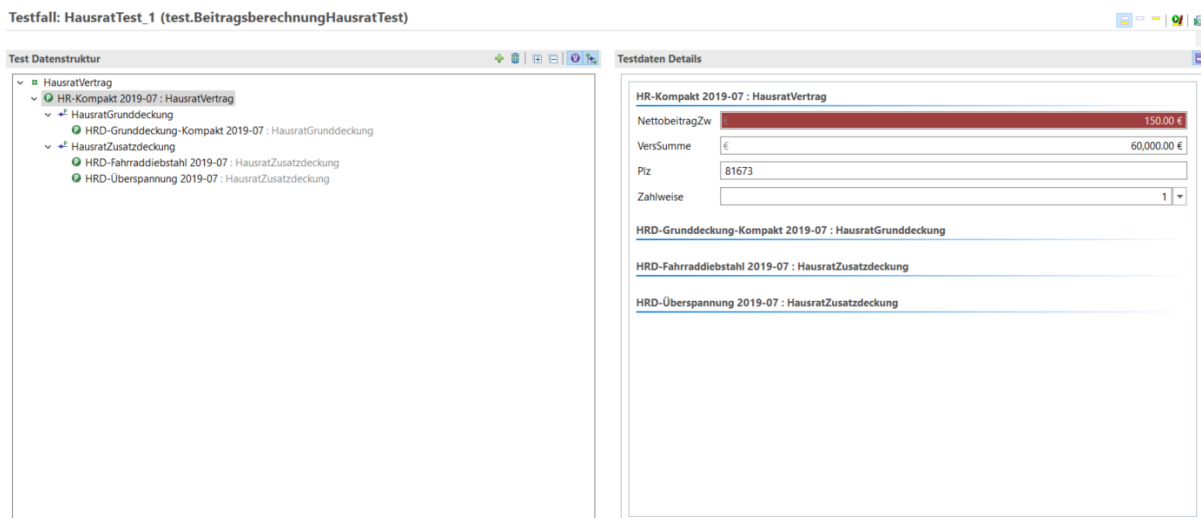 Testfall: HausratTest_1 (test.BeitragsberechnungHausratTest)
Test Datenstruktur
HausratVertrag
HR-Kompakt 2019-07 : HausratVertrag
HausratGrunddeckung
HRD-Grunddeckung-Kompakt 2019-07 : HausratGrunddeckung
HausratZusatzdeckung
HRD-Fahrraddiebstahl 2019-07 : HausratZusatzdeckung
HRD-Überspannung 2019-07 : HausratZusatzdeckung
Testdaten Details
HR-Kompakt 2019-07 : HausratVertrag
NettobeitragZw € 150.00 €
VersSumme € 60,000.00 €
Plz 81673
Zahlweise 1
HRD-Grunddeckung-Kompakt 2019-07 : HausratGrunddeckung
HRD-Fahrraddiebstahl 2019-07 : HausratZusatzdeckung
HRD-Überspannung 2019-07 : HausratZusatzdeckung